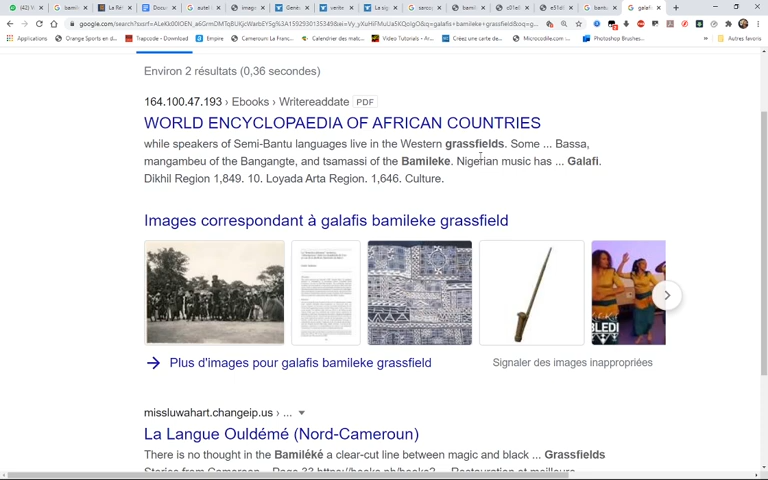 google.com/search?
Applications
Orange Sports en d...
Trapcode - Download
Empire
Cameroon La Franc...
Calendrier des matc...
Video Tutorials - Ar...
Créez une carte de...
Microcodile.com
Photoshop Brushes...
»
Autres favoris
Environ 2 résultats (0,36 secondes)
164.100.47.193 › Ebooks › Writereaddate PDF
WORLD ENCYCLOPAEDIA OF AFRICAN COUNTRIES
while speakers of Semi-Bantu languages live in the Western grassfields. Some ... Bassa,
mangambeu of the Bangangte, and tsamassi of the Bamileke. Nigerian music has ... Galafi.
Dikhil Region 1,849. 10. Loyada Arta Region. 1,646. Culture.
Images correspondant à galafis bamileke grassfield
BLEDI
Plus d'images pour galafis bamileke grassfield
Signaler des images inappropriées
missluwahart.changeip.us › ...
La Langue Ouldémé (Nord-Cameroun)
There is no thought in the Bamiléké a clear-cut line between magic and black ... Grassfields